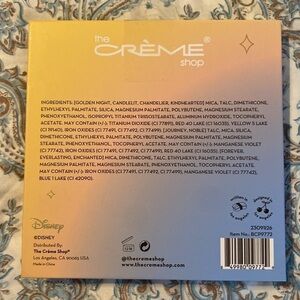 the
CRÈME®
shop
INGREDIENTS: [GOLDEN NIGHT, CANDLELIT, CHANDELIER, KINDHEARTED] MICA, TALC, DIMETHICONE,
ETHYLHEXYL PALMITATE, SILICA, MAGNESIUM PALMITATE, POLYBUTENE, MAGNESIUM STEARATE,
PHENOXYETHANOL, ISOPROPYL TITANIUM TRIISOSTEARATE, ALUMINUM HYDROXIDE, TOCOPHERYL
ACETATE. MAY CONTAIN (+/-) TITANIUM DIOXIDE (CI 77891), RED 40 LAKE (CI 16035), YELLOW 5 LAKE
(CI 19140), IRON OXIDES (CI 77491, CI 77492, CI 77499). [JOURNEY, NOBLE] TALC, MICA, SILICA,
DIMETHICONE, ETHYLHEXYL PALMITATE, MAGNESIUM PALMITATE, POLYBUTENE, MAGNESIUM
STEARATE, PHENOXYETHANOL, TOCOPHERYL ACETATE. MAY CONTAIN (+/-) MANGANESE VIOLET
(CI 77742), IRON OXIDES (CI 77491, CI 77492, CI 77499), RED 40 LAKE (CI 16035). [FOREVER,
EVERLASTING, ENCHANTED] MICA, DIMETHICONE, TALC, ETHYLHEXYL PALMITATE, POLYBUTENE,
MAGNESIUM PALMITATE, MAGNESIUM STEARATE, PHENOXYETHANOL, TOCOPHERYL ACETATE. MAY
CONTAIN (+/-) IRON OXIDES (CI 77491, CI 77492, CI 77499), MANGANESE VIOLET (CI 77742),
BLUE 1 LAKE (CI 42090).
Disney
©DISNEY
Distributed By:
The Crème Shop®
Los Angeles, CA 90058 USA
Made in China
12 M
@thecremeshop
thecremeshop.com
Item No.: BCP9772